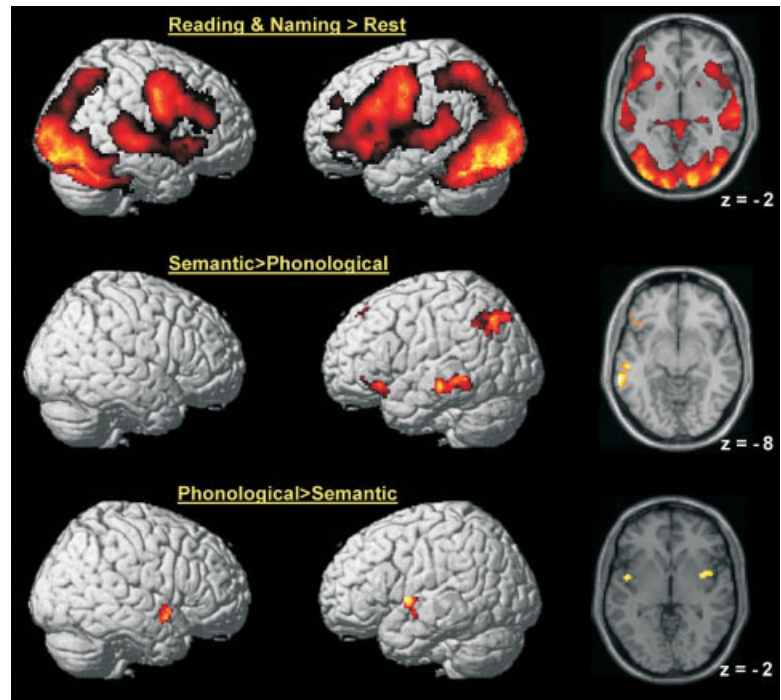 Reading & Naming > Rest
z = - 2
Semantic>Phonological
z = - 8
Phonological>Semantic
z = - 2